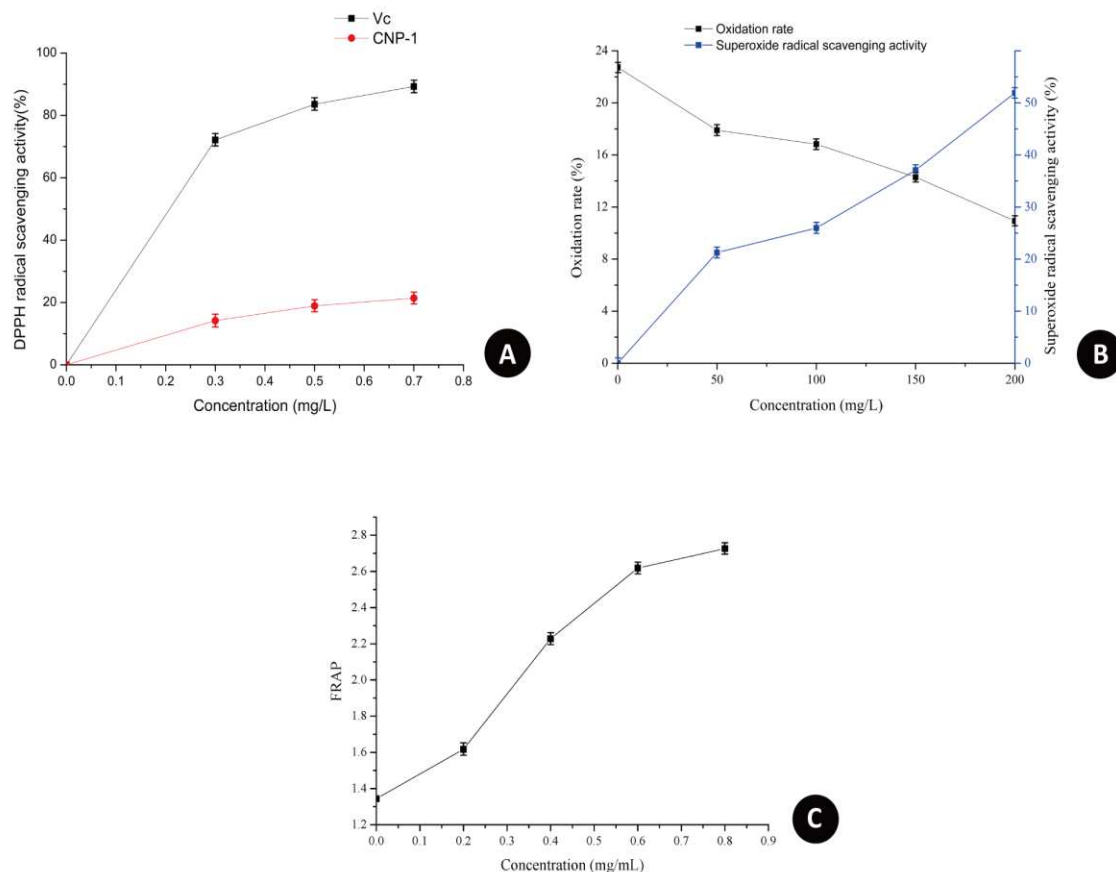 Vc
CNP-1
DPPH radical scavenging activity(%)
100
80
60
40
20
0
0.0 0.1 0.2 0.3 0.4 0.5 0.6 0.7 0.8
Concentration (mg/L)
A
Oxidation rate
Superoxide radical scavenging activity
Oxidation rate (%)
24
20
16
12
8
4
0
0 50 100 150 200
Concentration (mg/L)
50
40
30
20
10
0
Superoxide radical scavenging activity (%)
B
FRAP
2.8
2.6
2.4
2.2
2.0
1.8
1.6
1.4
1.2
0.0 0.1 0.2 0.3 0.4 0.5 0.6 0.7 0.8 0.9
Concentration (mg/mL)
C